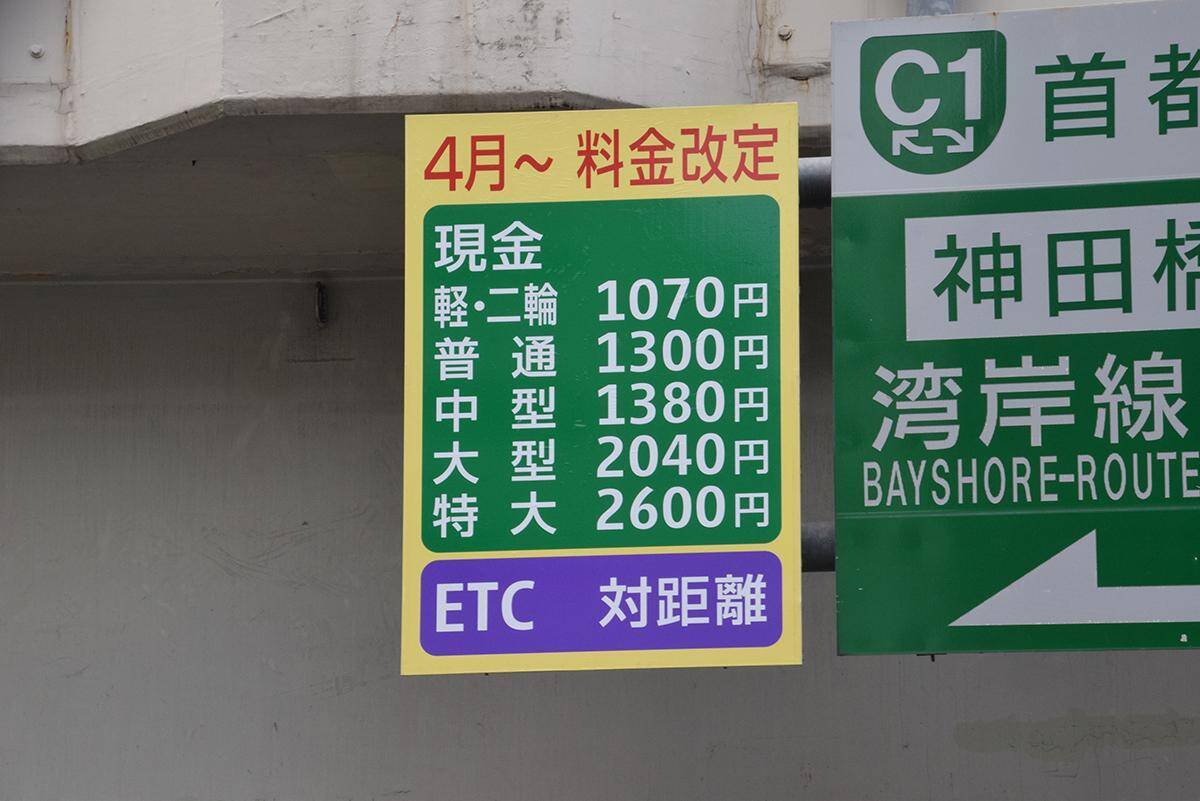 4月～ 料金改定
現金
軽・二輪 1070円
普通 1300円
中型 1380円
大型 2040円
特大 2600円
ETC 対距離
C1 首都
神田橋
湾岸線
BAYSHORE-ROUTE